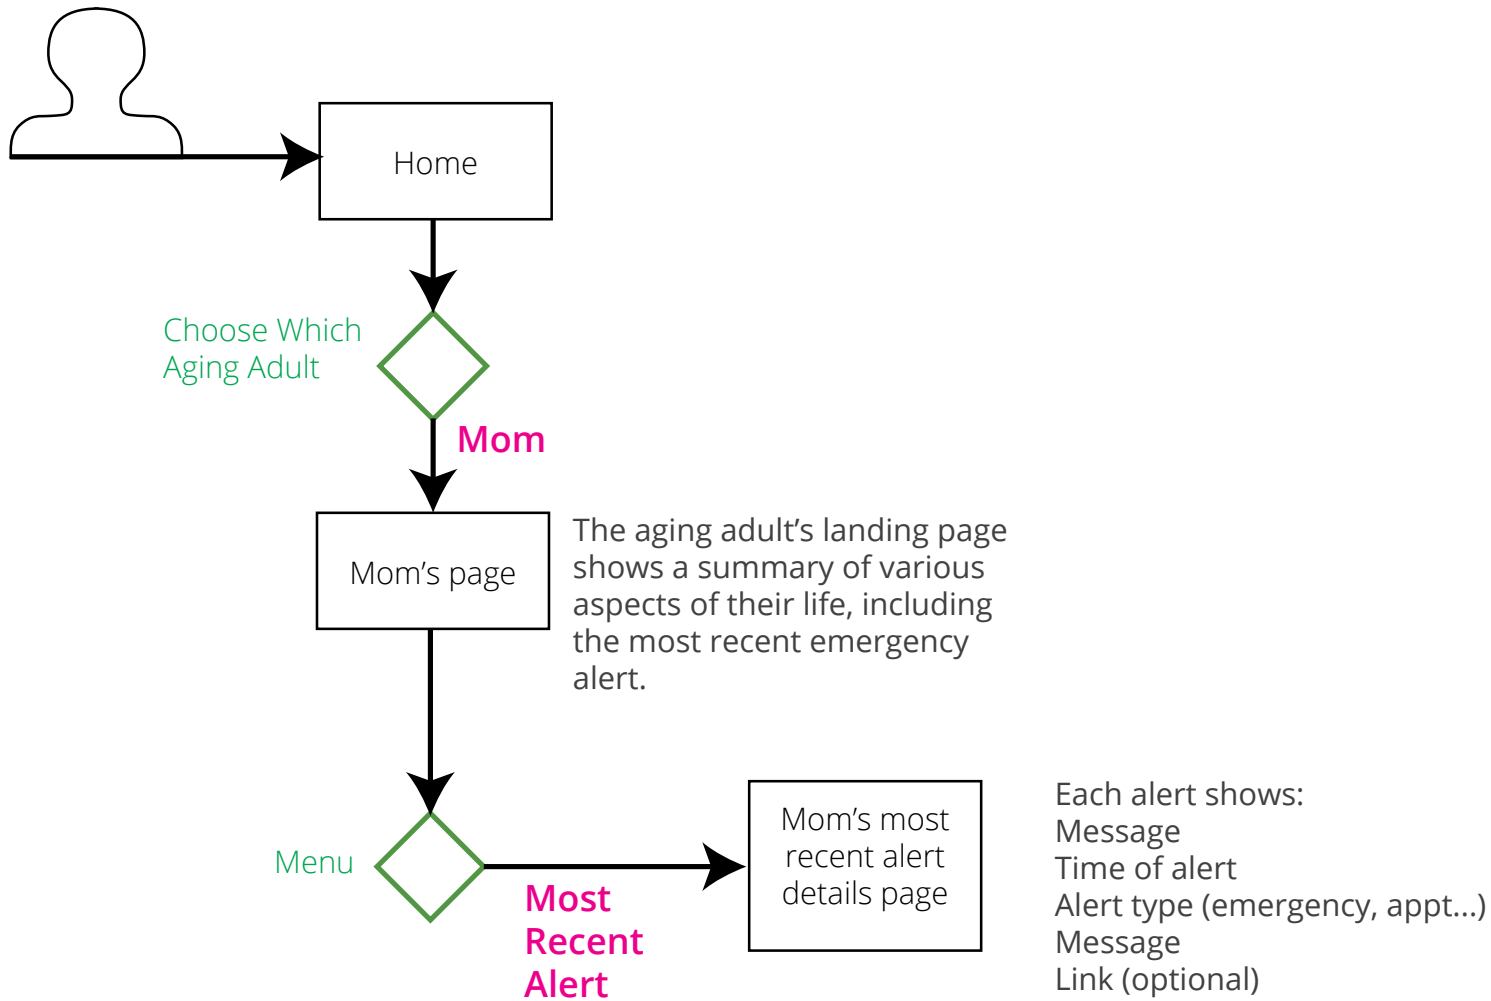 Home
Choose Which
Aging Adult
Mom
Mom’s page
The aging adult’s landing page
shows a summary of various
aspects of their life, including
the most recent emergency
alert.
Menu
Most
Recent
Alert
Mom’s most
recent alert
details page
Each alert shows:
Message
Time of alert
Alert type (emergency, appt...)
Message
Link (optional)